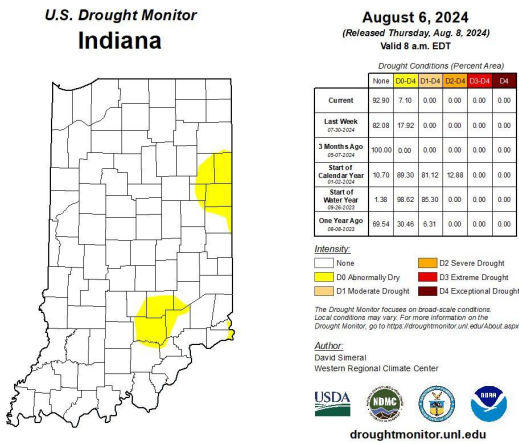 U.S. Drought Monitor
Indiana
August 6, 2024
(Released Thursday, Aug. 8, 2024)
Valid 8 a.m. EDT
Drought Conditions (Percent Area)
None D0-D4 D1-D4 D2-D4 D3-D4 D4
Current 92.90 7.10 0.00 0.00 0.00 0.00
Last Week 07-30-2024 82.08 17.92 0.00 0.00 0.00 0.00
3 Months Ago 05-07-2024 100.00 0.00 0.00 0.00 0.00 0.00
Start of Calendar Year 01-02-2024 10.70 89.30 81.12 12.88 0.00 0.00
Start of Water Year 09-26-2023 1.38 98.62 85.30 0.00 0.00 0.00
One Year Ago 08-08-2023 69.54 30.46 6.31 0.00 0.00 0.00
Intensity:
None
D0 Abnormally Dry
D1 Moderate Drought
D2 Severe Drought
D3 Extreme Drought
D4 Exceptional Drought
The Drought Monitor focuses on broad-scale conditions.
Local conditions may vary. For more information on the
Drought Monitor, go to https://droughtmonitor.unl.edu/About.aspx
Author:
David Simeral
Western Regional Climate Center
USDA
NDMC
NOAA
droughtmonitor.unl.edu